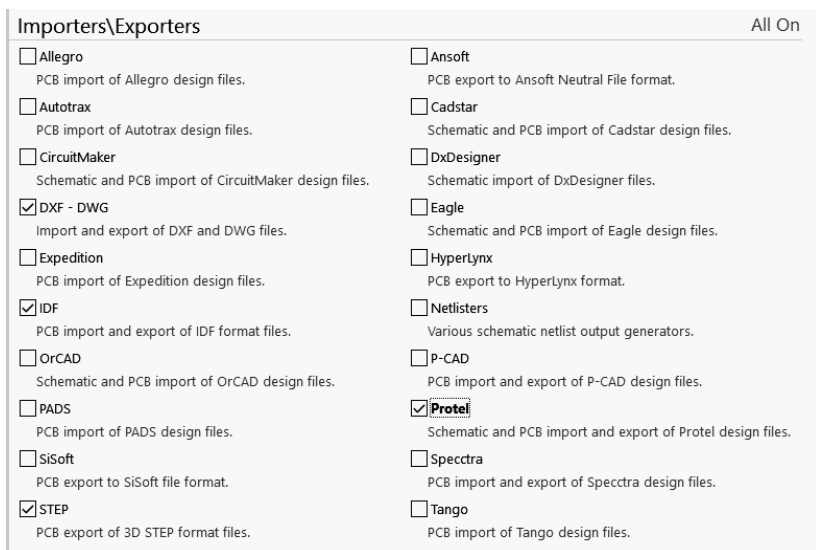 Importers\Exporters All On
Allegro
PCB import of Allegro design files.
Ansoft
PCB export to Ansoft Neutral File format.
Autotrax
PCB import of Autotrax design files.
Cadstar
Schematic and PCB import of Cadstar design files.
CircuitMaker
Schematic and PCB import of CircuitMaker design files.
DxDesigner
Schematic import of DxDesigner files.
DXF - DWG
Import and export of DXF and DWG files.
Eagle
Schematic and PCB import of Eagle design files.
Expedition
PCB import of Expedition design files.
HyperLynx
PCB export to HyperLynx format.
IDF
PCB import and export of IDF format files.
Netlisters
Various schematic netlist output generators.
OrCAD
Schematic and PCB import of OrCAD design files.
P-CAD
PCB import and export of P-CAD design files.
PADS
PCB import of PADS design files.
Protel
Schematic and PCB import and export of Protel design files.
SiSoft
PCB export to SiSoft file format.
Specctra
PCB import and export of Specctra design files.
STEP
PCB export of 3D STEP format files.
Tango
PCB import of Tango design files.